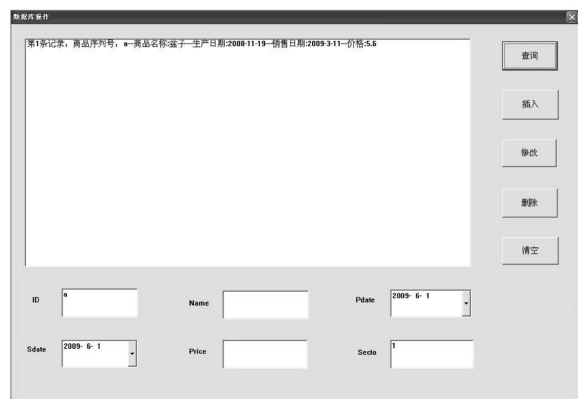 数据库操作
第1条记录：商品序列号：a--商品名称:盆子--生产日期:2008-11-19--销售日期:2009-3-11--价格:5.6
查询
插入
修改
删除
清空
ID
a
Name
Pdate
2009- 6- 1
Sdate
2009- 6- 1
Price
Seclo
1